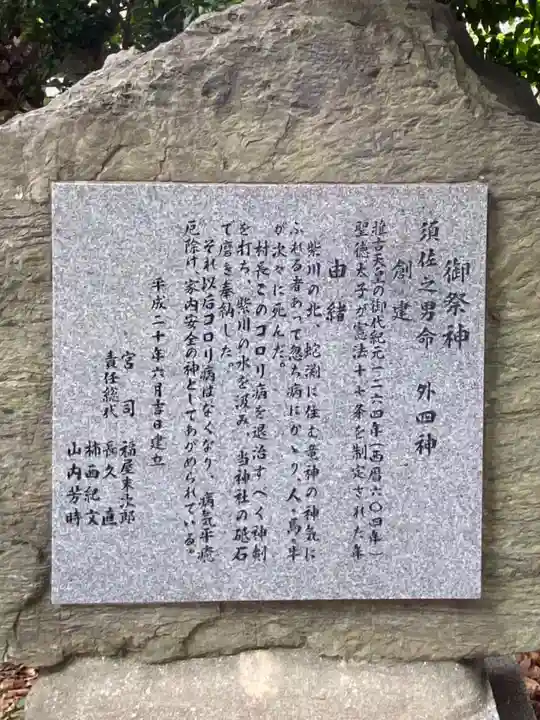 御祭神
須佐之男命　外四神
創建
推古天皇の御代紀元一二六四年(西暦六〇四年)
聖徳太子が憲法十七条を制定された年
由緒
柴川の北、蛇渕に住む竜神の神気に
ふれる者あって忽ち病にかゝり、人・馬・牛
が次々に死んだ。
村長このコロリ病を退治すべく神剣
を打ち、柴川の水を汲み、当神社の砥石
で磨き奉納した。
それ以后コロリ病はなくなり、病気平癒
厄除け、家内安全の神としてあがめられている。
平成二十年六月吉日建立
宮司　福屋末次郎
責任総代　長久　直
柿西紀文
山内芳時